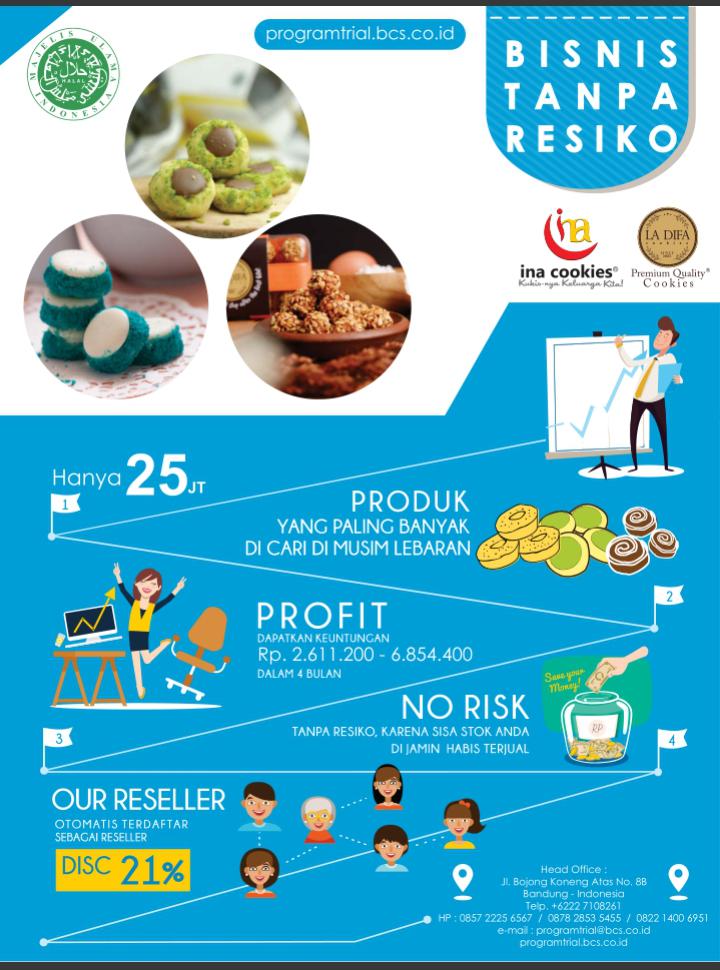 programtrial.bcs.co.id
BISNIS
TANPA
RESIKO
MAJELIS ULAMA
INDONESIA
حلال
HALAL
ina
ina cookies®
Kukis-nya Keluarga Kita!
LA DIFA
cookies
Premium Quality®
Cookies
Hanya 25JT
1
PRODUK
YANG PALING BANYAK
DI CARI DI MUSIM LEBARAN
2
PROFIT
DAPATKAN KEUNTUNGAN
Rp. 2.611.200 - 6.854.400
DALAM 4 BULAN
Save your
Money!
RP
NO RISK
TANPA RESIKO, KARENA SISA STOK ANDA
DI JAMIN HABIS TERJUAL
3
4
OUR RESELLER
OTOMATIS TERDAFTAR
SEBAGAI RESELLER
DISC 21%
Head Office :
Jl. Bojong Koneng Atas No. 8B
Bandung - Indonesia
Telp. +6222 7108261
HP : 0857 2225 6567 / 0878 2853 5455 / 0822 1400 6951
e-mail : programtrial@bcs.co.id
programtrial.bcs.co.id